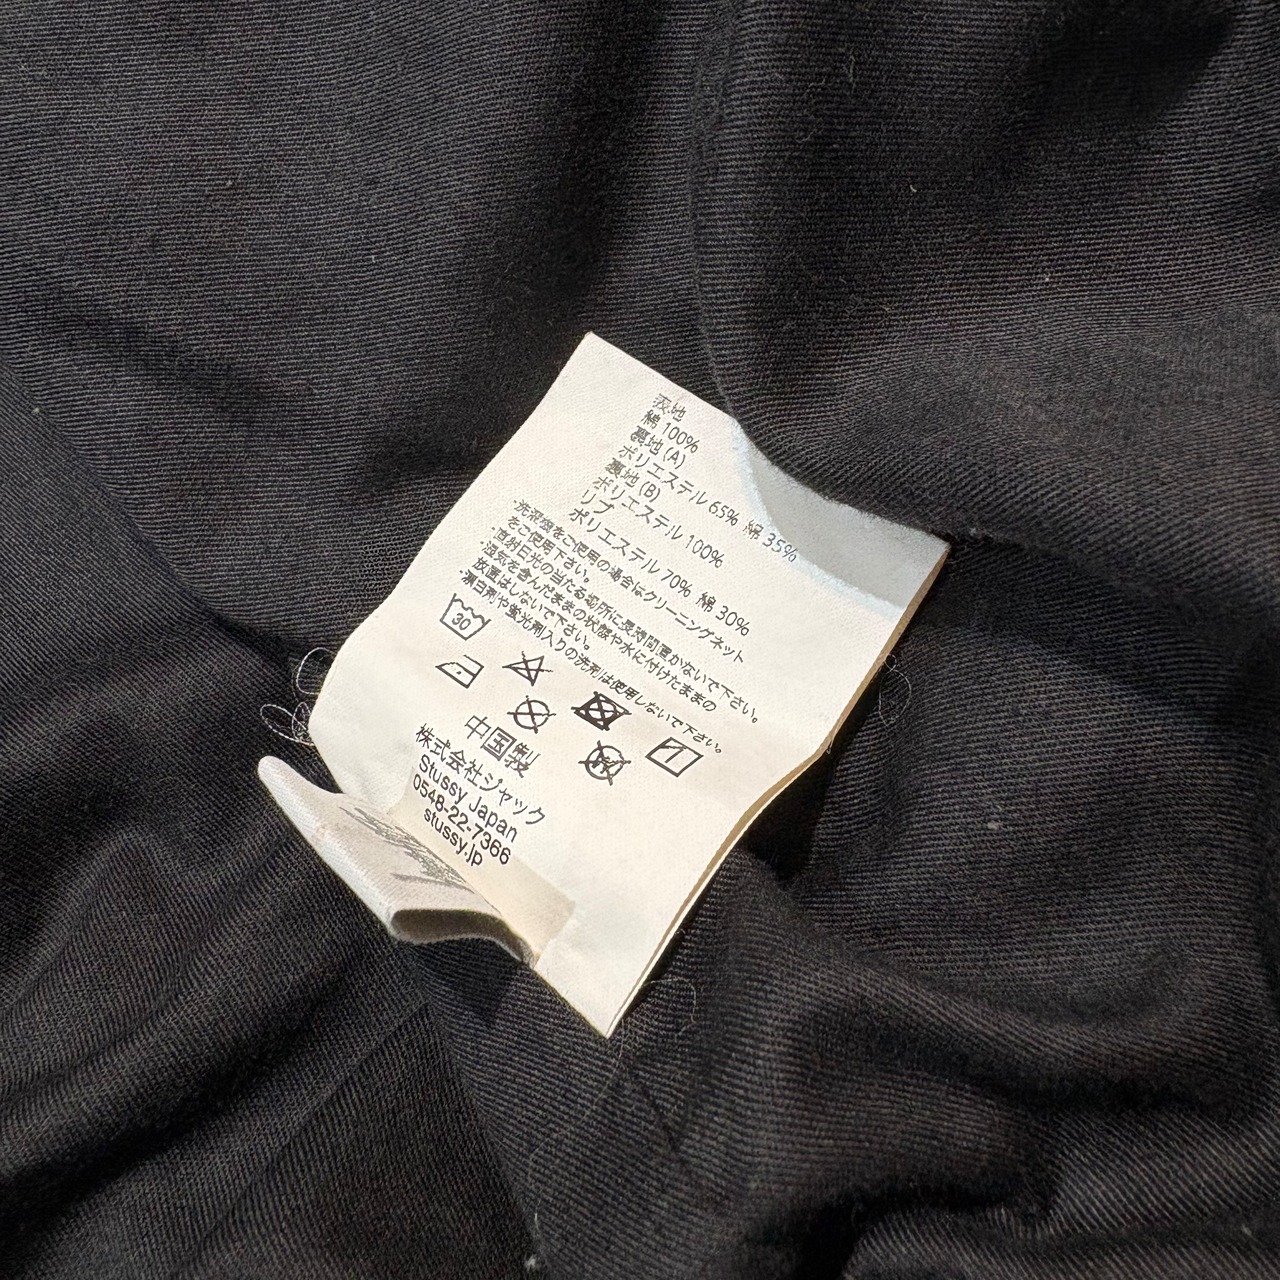 表地
綿 100%
裏地 (A)
ポリエステル 65% 綿 35%
裏地 (B)
ポリエステル 100%
リブ
ポリエステル 70% 綿 30%
・洗濯機をご使用の場合はクリーニングネット
をご使用下さい。
・直射日光の当たる場所に長時間置かないで下さい。
・湿気を含んだままの状態や水に付けたままの
放置はしないで下さい。
・漂白剤や蛍光剤入りの洗剤は使用しないで下さい。
30
中国製
株式会社ジャック
Stussy Japan
0548-22-7366
stussy.jp